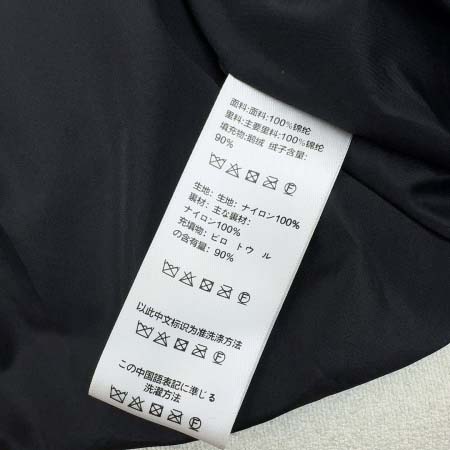 面料:面料:100%锦纶
里料:主要里料:100%锦纶
填充物:鹅绒 绒子含量:
90%
生地: 生地: ナイロン100%
裏材: 主な裏材:
ナイロン100%
充填物: ピロ トウ ル
の含有量: 90%
以此中文标识为准洗涤方法
この中国語表記に準じる
洗濯方法